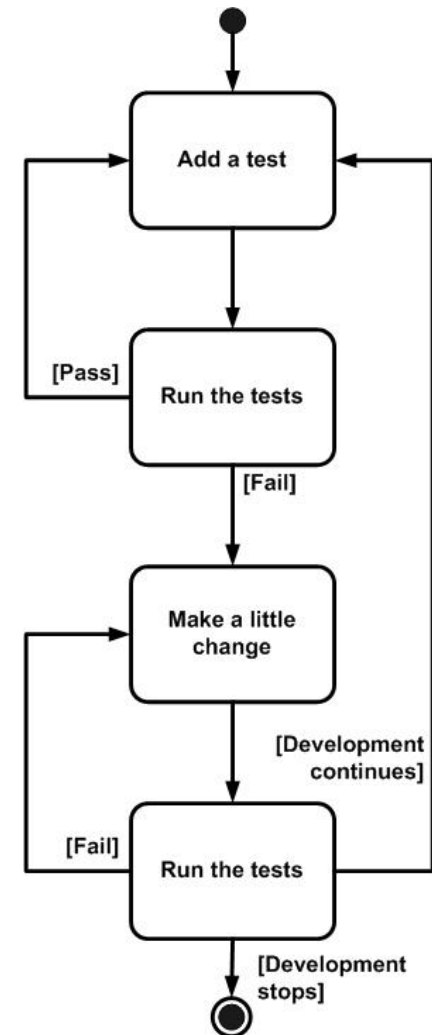 Add a test
[Pass]
Run the tests
[Fail]
Make a little
change
[Development
continues]
[Fail]
Run the tests
[Development
stops]